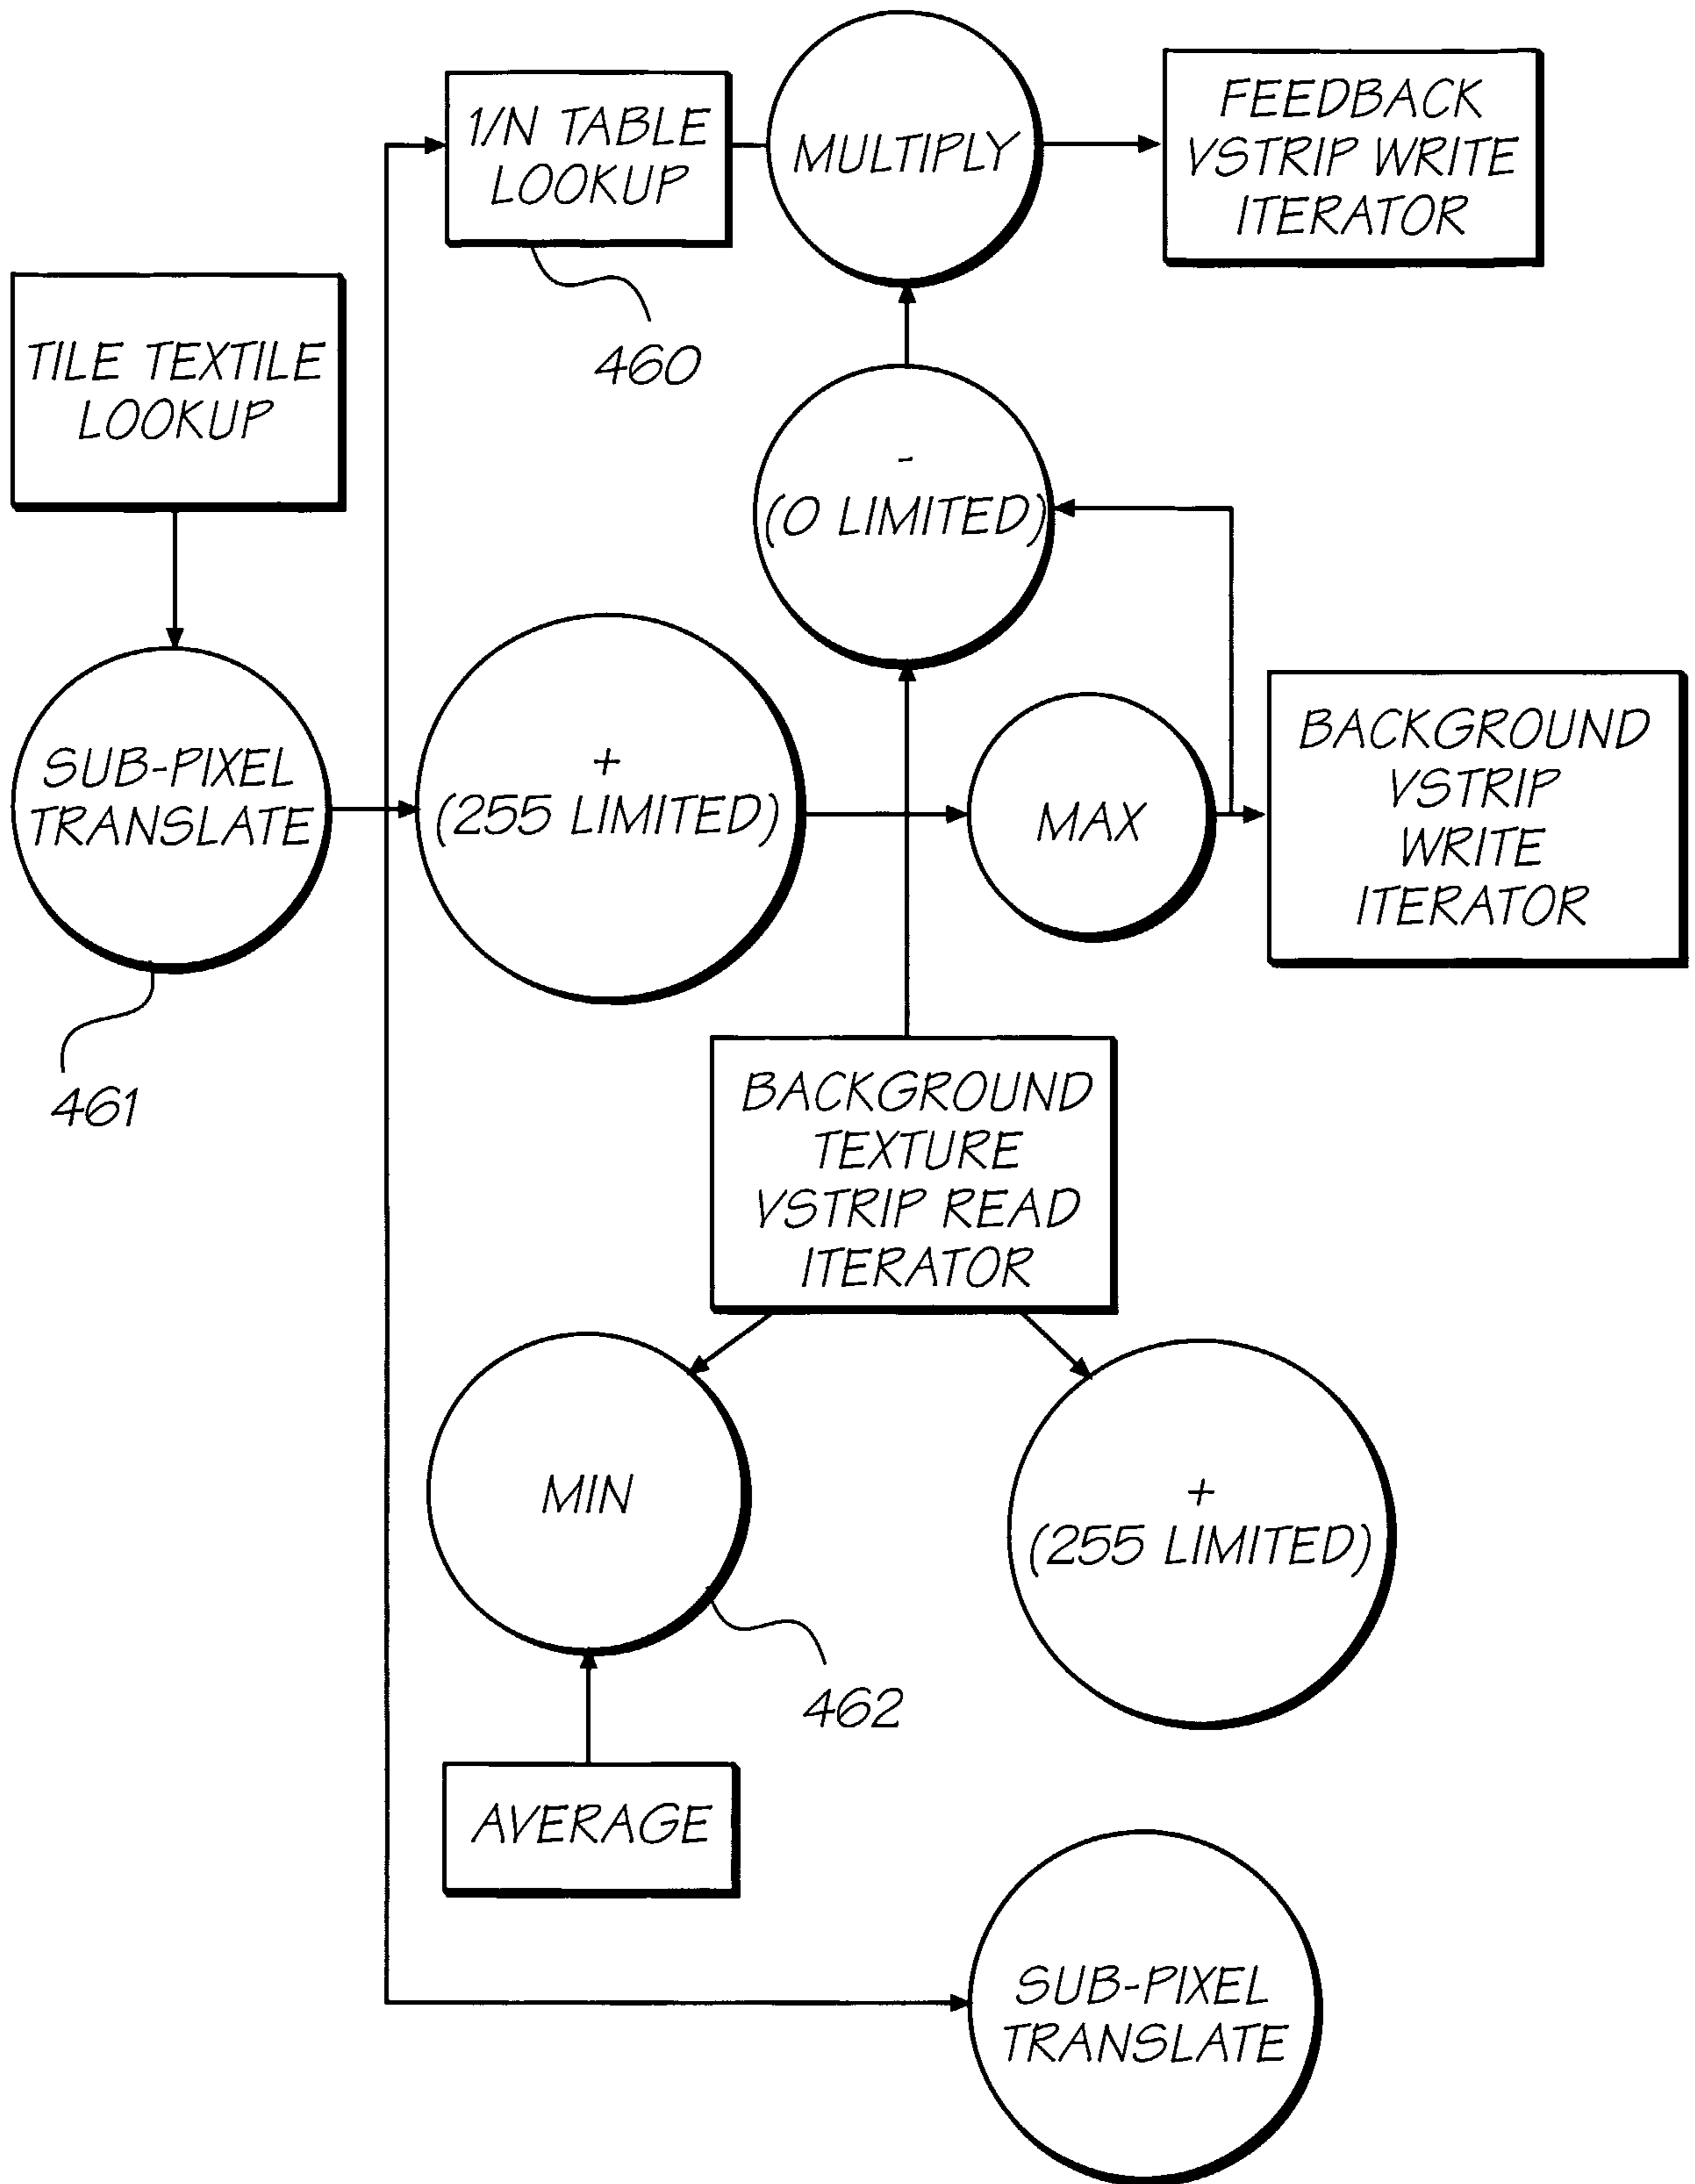 1/N TABLE
LOOKUP
MULTIPLY
FEEDBACK
VSTRIP WRITE
ITERATOR
460
TILE TEXTILE
LOOKUP
-
(0 LIMITED)
SUB-PIXEL
TRANSLATE
461
+
(255 LIMITED)
MAX
BACKGROUND
VSTRIP
WRITE
ITERATOR
BACKGROUND
TEXTURE
VSTRIP READ
ITERATOR
MIN
462
+
(255 LIMITED)
AVERAGE
SUB-PIXEL
TRANSLATE